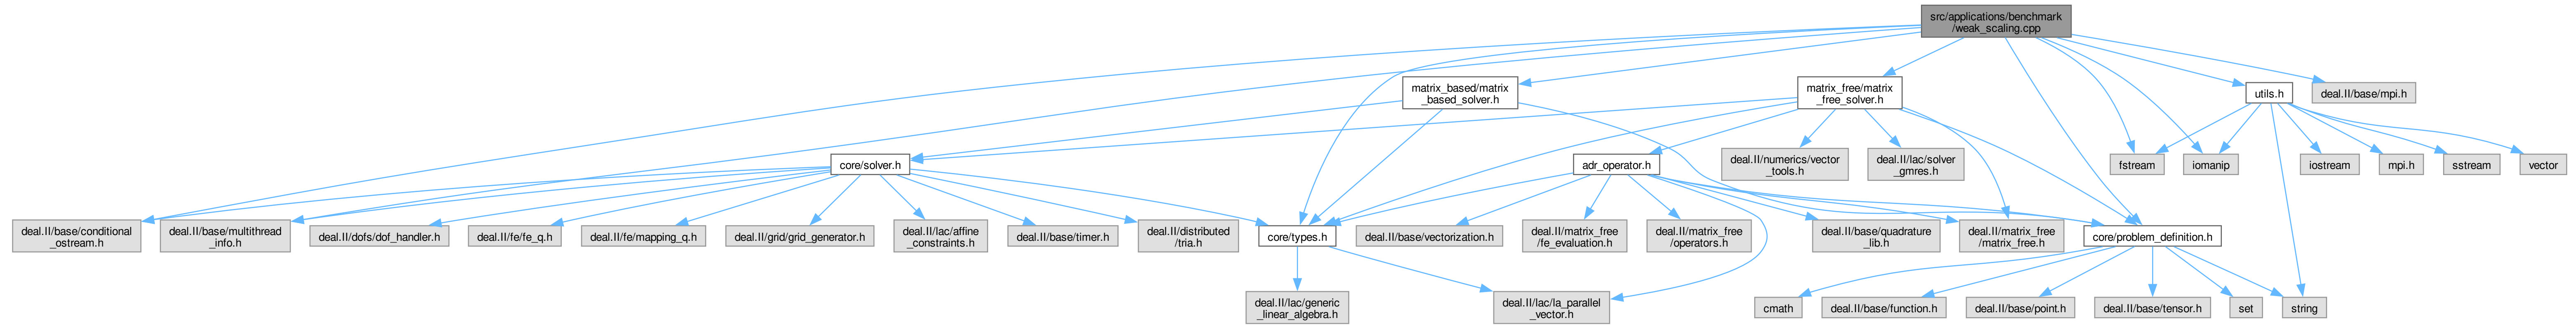 src/applications/benchmark
/weak_scaling.cpp
matrix_based/matrix
_based_solver.h
matrix_free/matrix
_free_solver.h
utils.h
deal.II/base/mpi.h
core/solver.h
adr_operator.h
deal.II/numerics/vector
_tools.h
deal.II/lac/solver
_gmres.h
fstream
iomanip
iostream
mpi.h
sstream
vector
deal.II/base/conditional
_ostream.h
deal.II/base/multithread
_info.h
deal.II/dofs/dof_handler.h
deal.II/fe/fe_q.h
deal.II/fe/mapping_q.h
deal.II/grid/grid_generator.h
deal.II/lac/affine
_constraints.h
deal.II/base/timer.h
deal.II/distributed
/tria.h
core/types.h
deal.II/base/vectorization.h
deal.II/matrix_free
/fe_evaluation.h
deal.II/matrix_free
/operators.h
deal.II/base/quadrature
_lib.h
deal.II/matrix_free
/matrix_free.h
core/problem_definition.h
deal.II/lac/generic
_linear_algebra.h
deal.II/lac/la_parallel
_vector.h
cmath
deal.II/base/function.h
deal.II/base/point.h
deal.II/base/tensor.h
set
string